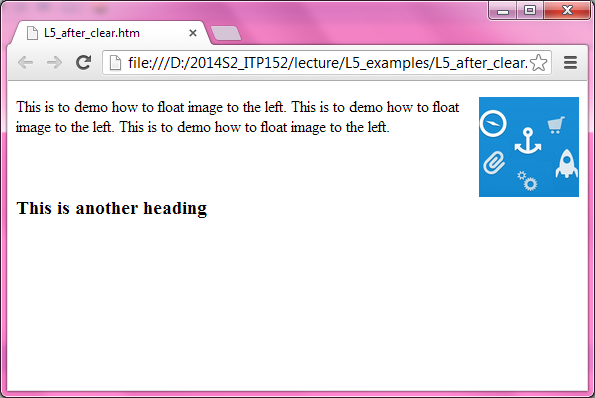 L5_after_clear.htm
file:///D:/2014S2_ITP152/lecture/L5_examples/L5_after_clear.
This is to demo how to float image to the left. This is to demo how to float
image to the left. This is to demo how to float image to the left.
This is another heading